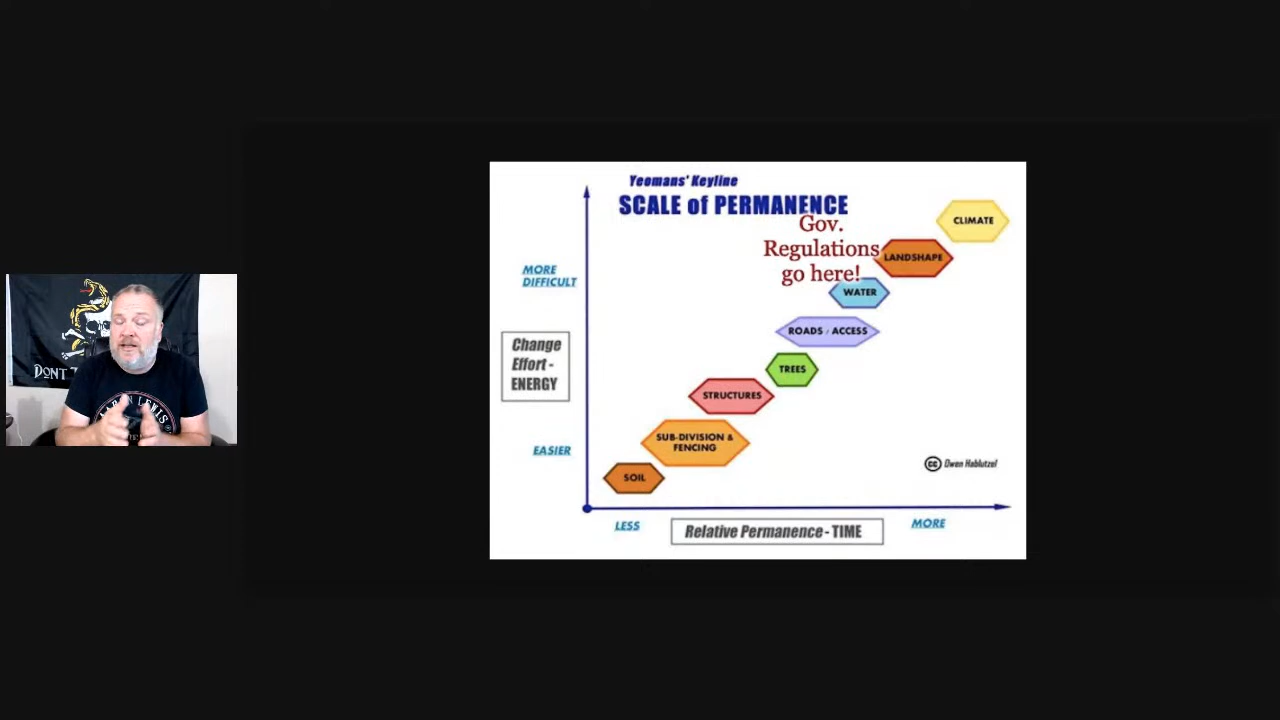 Yeomans' Keyline
SCALE of PERMANENCE
Gov.
Regulations
go here!
CLIMATE
LANDSHAPE
MORE
DIFFICULT
WATER
ROADS / ACCESS
Change
Effort -
ENERGY
TREES
STRUCTURES
SUB-DIVISION &
FENCING
EASIER
SOIL
cc Owen Hablutzel
LESS
Relative Permanence - TIME
MORE
DONT